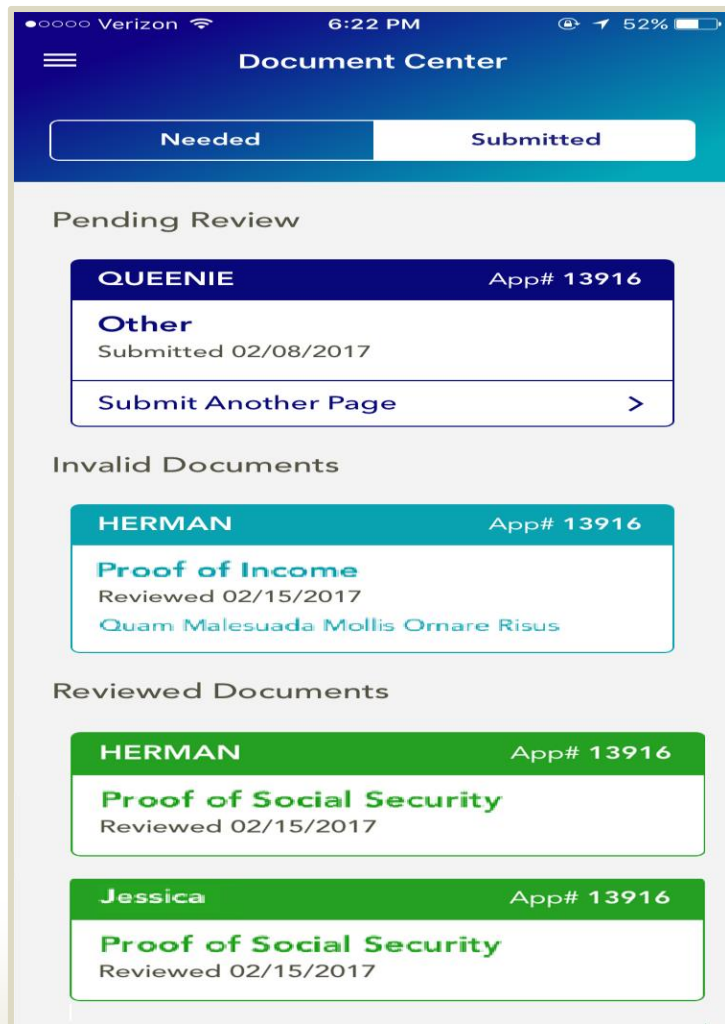 Verizon 6:22 PM 52%
Document Center
Needed Submitted
Pending Review
QUEENIE App# 13916
Other
Submitted 02/08/2017
Submit Another Page >
Invalid Documents
HERMAN App# 13916
Proof of Income
Reviewed 02/15/2017
Quam Malesuada Mollis Ornare Risus
Reviewed Documents
HERMAN App# 13916
Proof of Social Security
Reviewed 02/15/2017
Jessica App# 13916
Proof of Social Security
Reviewed 02/15/2017